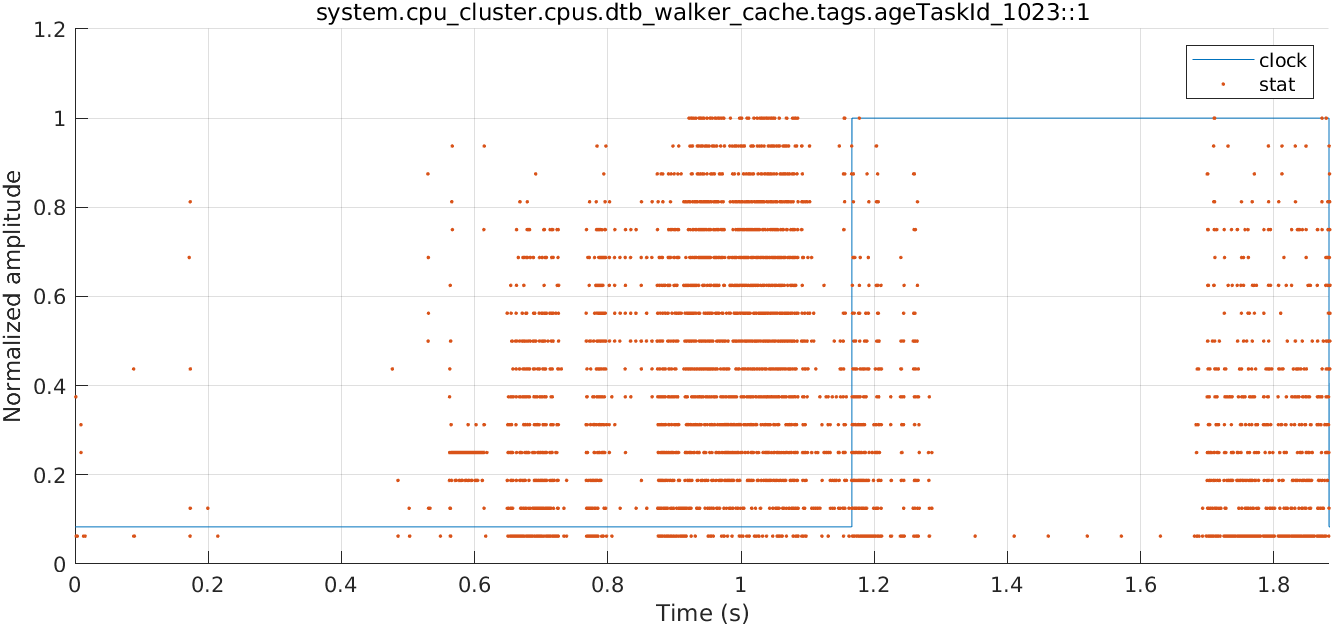 system.cpu_cluster.cpus.dtb_walker_cache.tags.ageTaskId_1023::1
clock
stat
Normalized amplitude
1.2
1
0.8
0.6
0.4
0.2
0
0 0.2 0.4 0.6 0.8 1 1.2 1.4 1.6 1.8
Time (s)